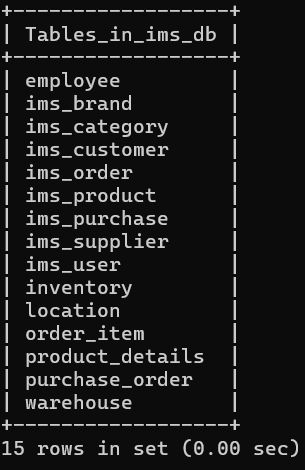 +------------------+
| Tables_in_ims_db |
+------------------+
| employee         |
| ims_brand        |
| ims_category     |
| ims_customer     |
| ims_order        |
| ims_product      |
| ims_purchase     |
| ims_supplier     |
| ims_user         |
| inventory        |
| location         |
| order_item       |
| product_details  |
| purchase_order   |
| warehouse        |
+------------------+
15 rows in set (0.00 sec)